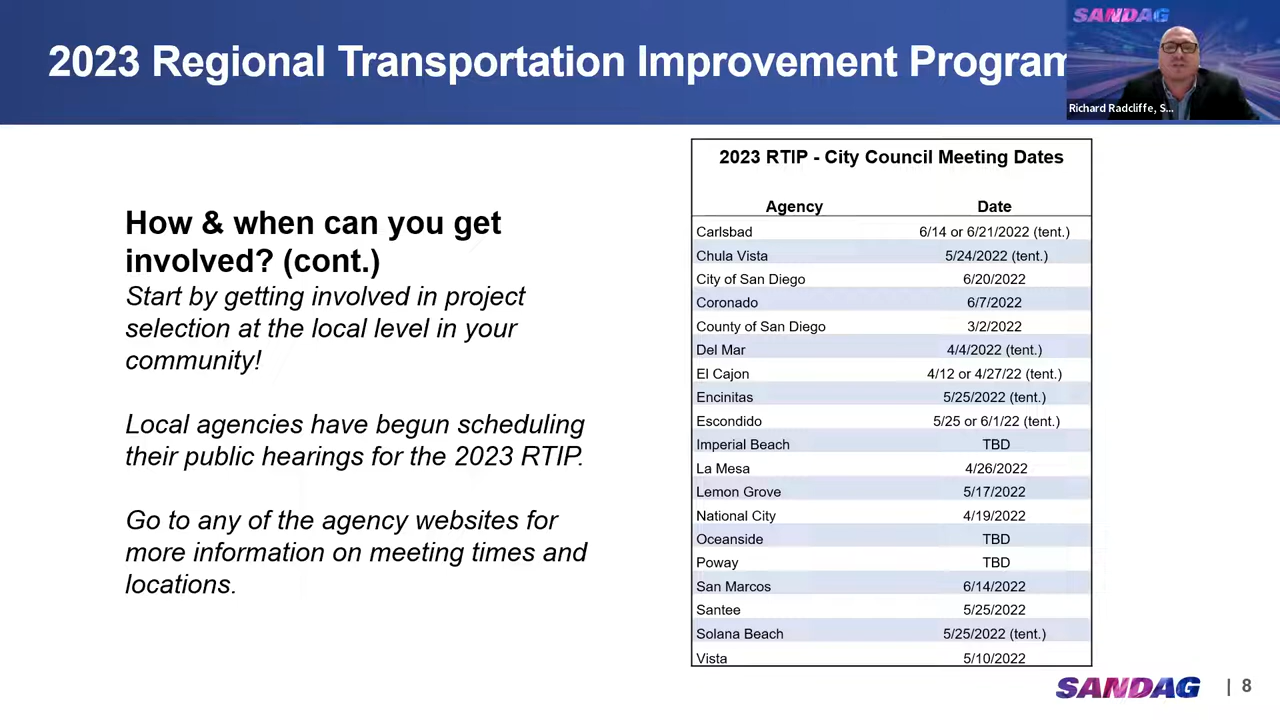 2023 Regional Transportation Improvement Program
SANDAG
Richard Radcliffe, S...
How & when can you get
involved? (cont.)
Start by getting involved in project
selection at the local level in your
community!
Local agencies have begun scheduling
their public hearings for the 2023 RTIP.
Go to any of the agency websites for
more information on meeting times and
locations.
2023 RTIP - City Council Meeting Dates
Agency Date
Carlsbad 6/14 or 6/21/2022 (tent.)
Chula Vista 5/24/2022 (tent.)
City of San Diego 6/20/2022
Coronado 6/7/2022
County of San Diego 3/2/2022
Del Mar 4/4/2022 (tent.)
El Cajon 4/12 or 4/27/22 (tent.)
Encinitas 5/25/2022 (tent.)
Escondido 5/25 or 6/1/22 (tent.)
Imperial Beach TBD
La Mesa 4/26/2022
Lemon Grove 5/17/2022
National City 4/19/2022
Oceanside TBD
Poway TBD
San Marcos 6/14/2022
Santee 5/25/2022
Solana Beach 5/25/2022 (tent.)
Vista 5/10/2022
SANDAG | 8